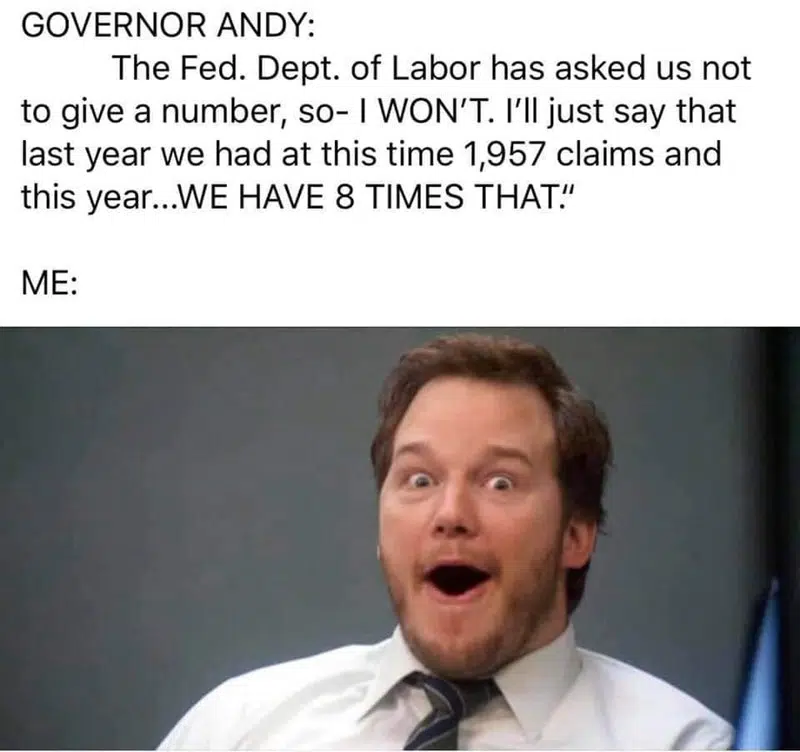 GOVERNOR ANDY:
The Fed. Dept. of Labor has asked us not
to give a number, so- I WON'T. I'll just say that
last year we had at this time 1,957 claims and
this year...WE HAVE 8 TIMES THAT."
ME: